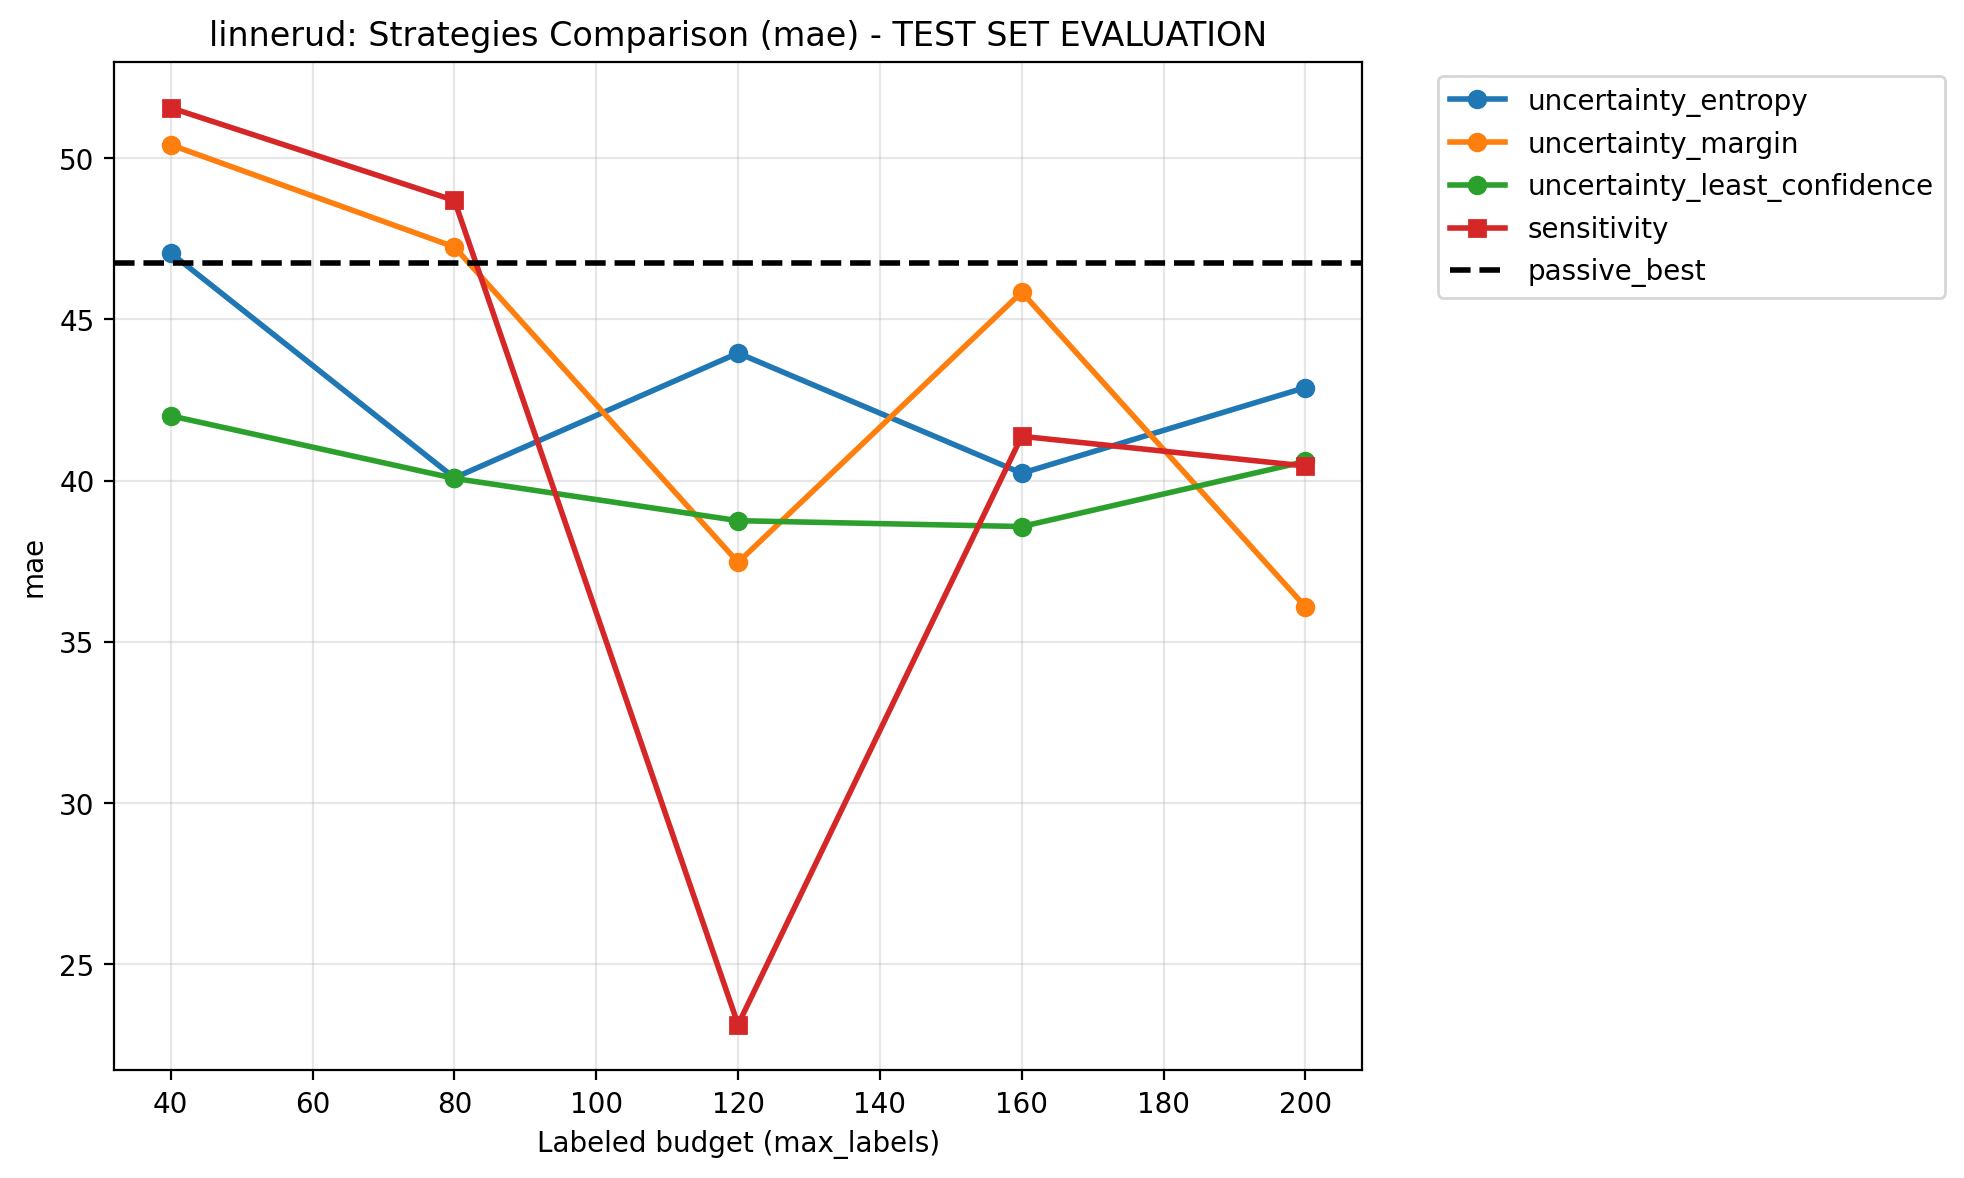 linnerud: Strategies Comparison (mae) - TEST SET EVALUATION
uncertainty_entropy
uncertainty_margin
uncertainty_least_confidence
sensitivity
passive_best
mae
50
45
40
35
30
25
40 60 80 100 120 140 160 180 200
Labeled budget (max_labels)